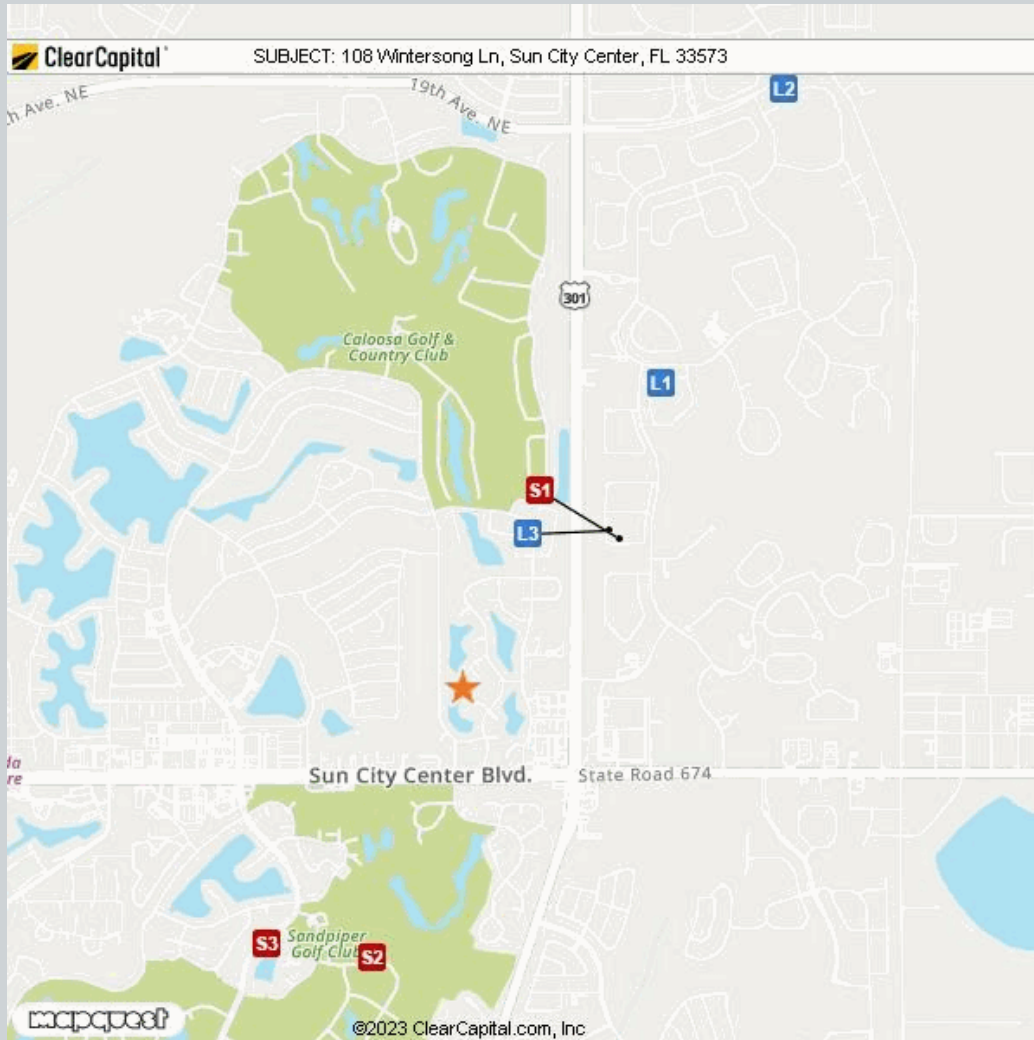 ClearCapital
SUBJECT: 108 Wintersong Ln, Sun City Center, FL 33573
L2
19th Ave. NE
h Ave. NE
301
Caloosa Golf &
Country Club
L1
S1
L3
da
re
Sun City Center Blvd.
State Road 674
S3
Sandpiper
Golf Club
S2
mapquest
©2023 ClearCapital.com, Inc